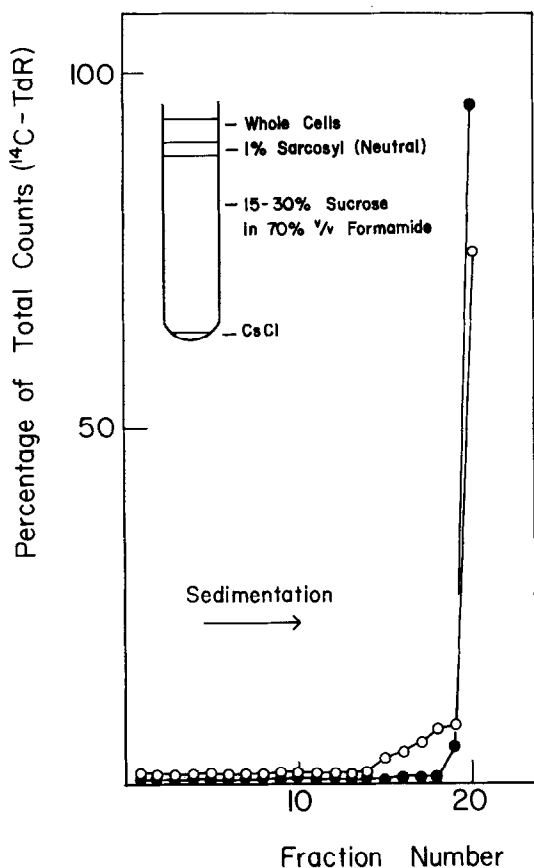 Percentage of Total Counts (¹⁴C-TdR)
100
50
— Whole Cells
— 1% Sarcosyl (Neutral)
— 15-30% Sucrose
in 70% v/v Formamide
— CsCl
Sedimentation
10
20
Fraction Number